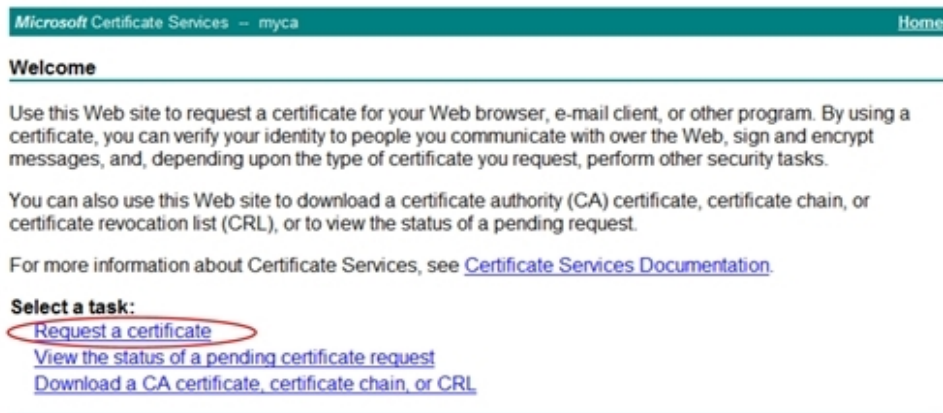 Microsoft Certificate Services -- myca Home
Welcome
Use this Web site to request a certificate for your Web browser, e-mail client, or other program. By using a
certificate, you can verify your identity to people you communicate with over the Web, sign and encrypt
messages, and, depending upon the type of certificate you request, perform other security tasks.
You can also use this Web site to download a certificate authority (CA) certificate, certificate chain, or
certificate revocation list (CRL), or to view the status of a pending request.
For more information about Certificate Services, see Certificate Services Documentation.
Select a task:
Request a certificate
View the status of a pending certificate request
Download a CA certificate, certificate chain, or CRL